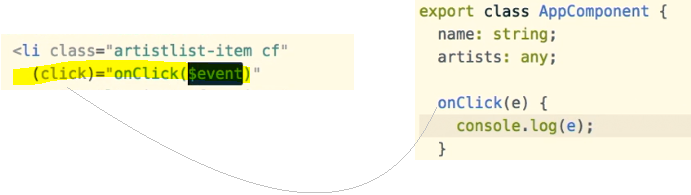 <li class="artistlist-item cf"
(click)="onClick($event)"
export class AppComponent {
name: string;
artists: any;
onClick(e) {
console.log(e);
}